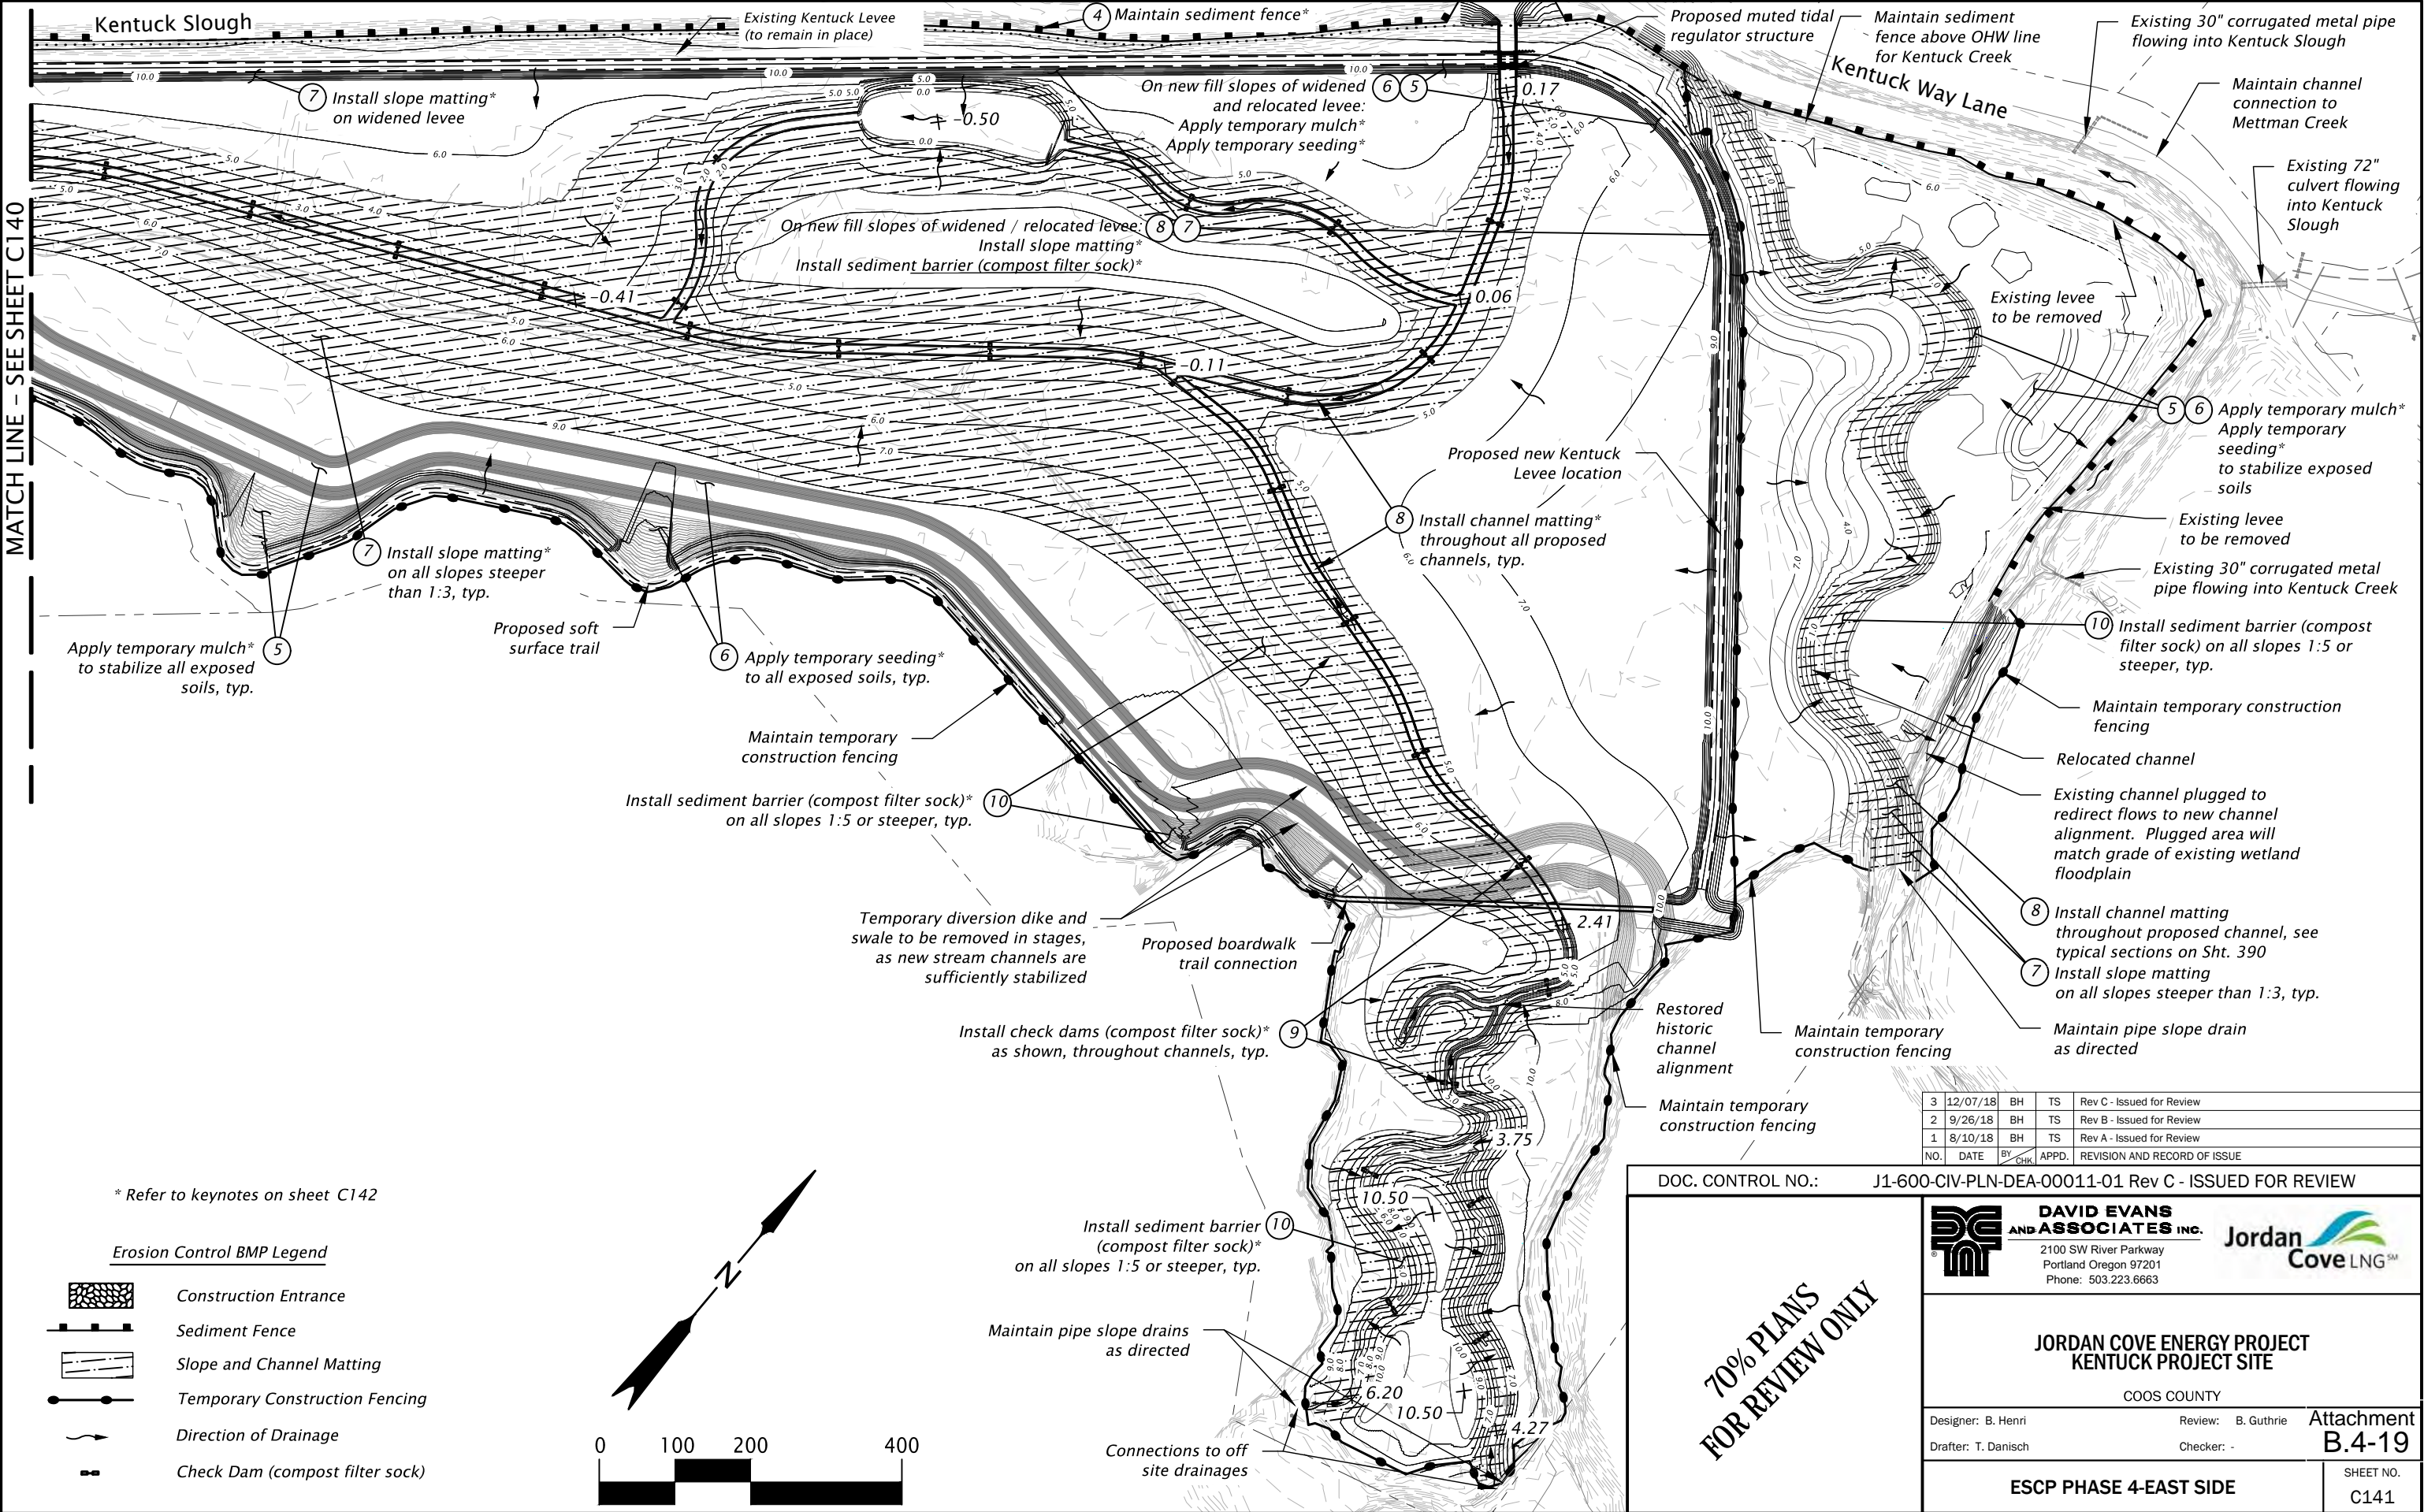 Kentuck Slough
Existing Kentuck Levee
(to remain in place)
4 Maintain sediment fence*
Proposed muted tidal
regulator structure
Maintain sediment
fence above OHW line
for Kentuck Creek
Existing 30" corrugated metal pipe
flowing into Kentuck Slough
Kentuck Way Lane
Maintain channel
connection to
Mettman Creek
Existing 72"
culvert flowing
into Kentuck
Slough
7 Install slope matting*
on widened levee
On new fill slopes of widened 6 5
and relocated levee:
Apply temporary mulch*
Apply temporary seeding*
0.17
-0.50
On new fill slopes of widened / relocated levee: 8 7
Install slope matting*
Install sediment barrier (compost filter sock)*
MATCH LINE – SEE SHEET C140
-0.41
0.06
-0.11
Existing levee
to be removed
5 6 Apply temporary mulch*
Apply temporary
seeding*
to stabilize exposed
soils
Proposed new Kentuck
Levee location
8 Install channel matting*
throughout all proposed
channels, typ.
Existing levee
to be removed
Existing 30" corrugated metal
pipe flowing into Kentuck Creek
7 Install slope matting*
on all slopes steeper
than 1:3, typ.
Apply temporary mulch* 5
to stabilize all exposed
soils, typ.
Proposed soft
surface trail
6 Apply temporary seeding*
to all exposed soils, typ.
10 Install sediment barrier (compost
filter sock) on all slopes 1:5 or
steeper, typ.
Maintain temporary
construction fencing
Maintain temporary construction
fencing
Relocated channel
Install sediment barrier (compost filter sock)* 10
on all slopes 1:5 or steeper, typ.
Existing channel plugged to
redirect flows to new channel
alignment. Plugged area will
match grade of existing wetland
floodplain
Temporary diversion dike and
swale to be removed in stages,
as new stream channels are
sufficiently stabilized
Proposed boardwalk
trail connection
2.41
8 Install channel matting
throughout proposed channel, see
typical sections on Sht. 390
7 Install slope matting
on all slopes steeper than 1:3, typ.
Install check dams (compost filter sock)* 9
as shown, throughout channels, typ.
Restored
historic
channel
alignment
Maintain temporary
construction fencing
Maintain pipe slope drain
as directed
Maintain temporary
construction fencing
3.75
10.50
Install sediment barrier 10
(compost filter sock)*
on all slopes 1:5 or steeper, typ.
Maintain pipe slope drains
as directed
6.20
10.50
4.27
Connections to off
site drainages
* Refer to keynotes on sheet C142
Erosion Control BMP Legend
Construction Entrance
Sediment Fence
Slope and Channel Matting
Temporary Construction Fencing
Direction of Drainage
Check Dam (compost filter sock)
N
0 100 200 400
3 12/07/18 BH TS Rev C - Issued for Review
2 9/26/18 BH TS Rev B - Issued for Review
1 8/10/18 BH TS Rev A - Issued for Review
NO. DATE BY CHK. APPD. REVISION AND RECORD OF ISSUE
DOC. CONTROL NO.: J1-600-CIV-PLN-DEA-00011-01 Rev C - ISSUED FOR REVIEW
70% PLANS
FOR REVIEW ONLY
DAVID EVANS
AND ASSOCIATES INC.
2100 SW River Parkway
Portland Oregon 97201
Phone: 503.223.6663
Jordan
Cove LNG SM
JORDAN COVE ENERGY PROJECT
KENTUCK PROJECT SITE
COOS COUNTY
Designer: B. Henri Review: B. Guthrie
Drafter: T. Danisch Checker: -
Attachment
B.4-19
ESCP PHASE 4-EAST SIDE
SHEET NO.
C141